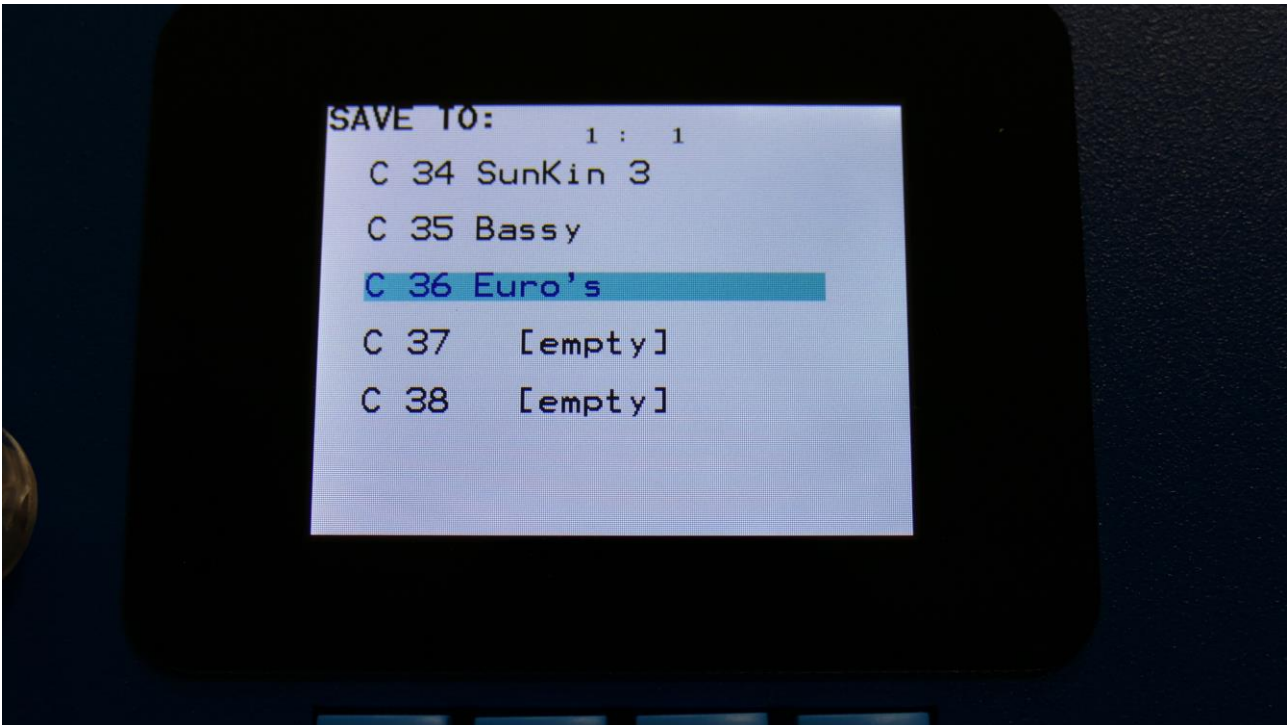 SAVE TO:
1 : 1
C 34 SunKin 3
C 35 Bassy
C 36 Euro's
C 37 [empty]
C 38 [empty]